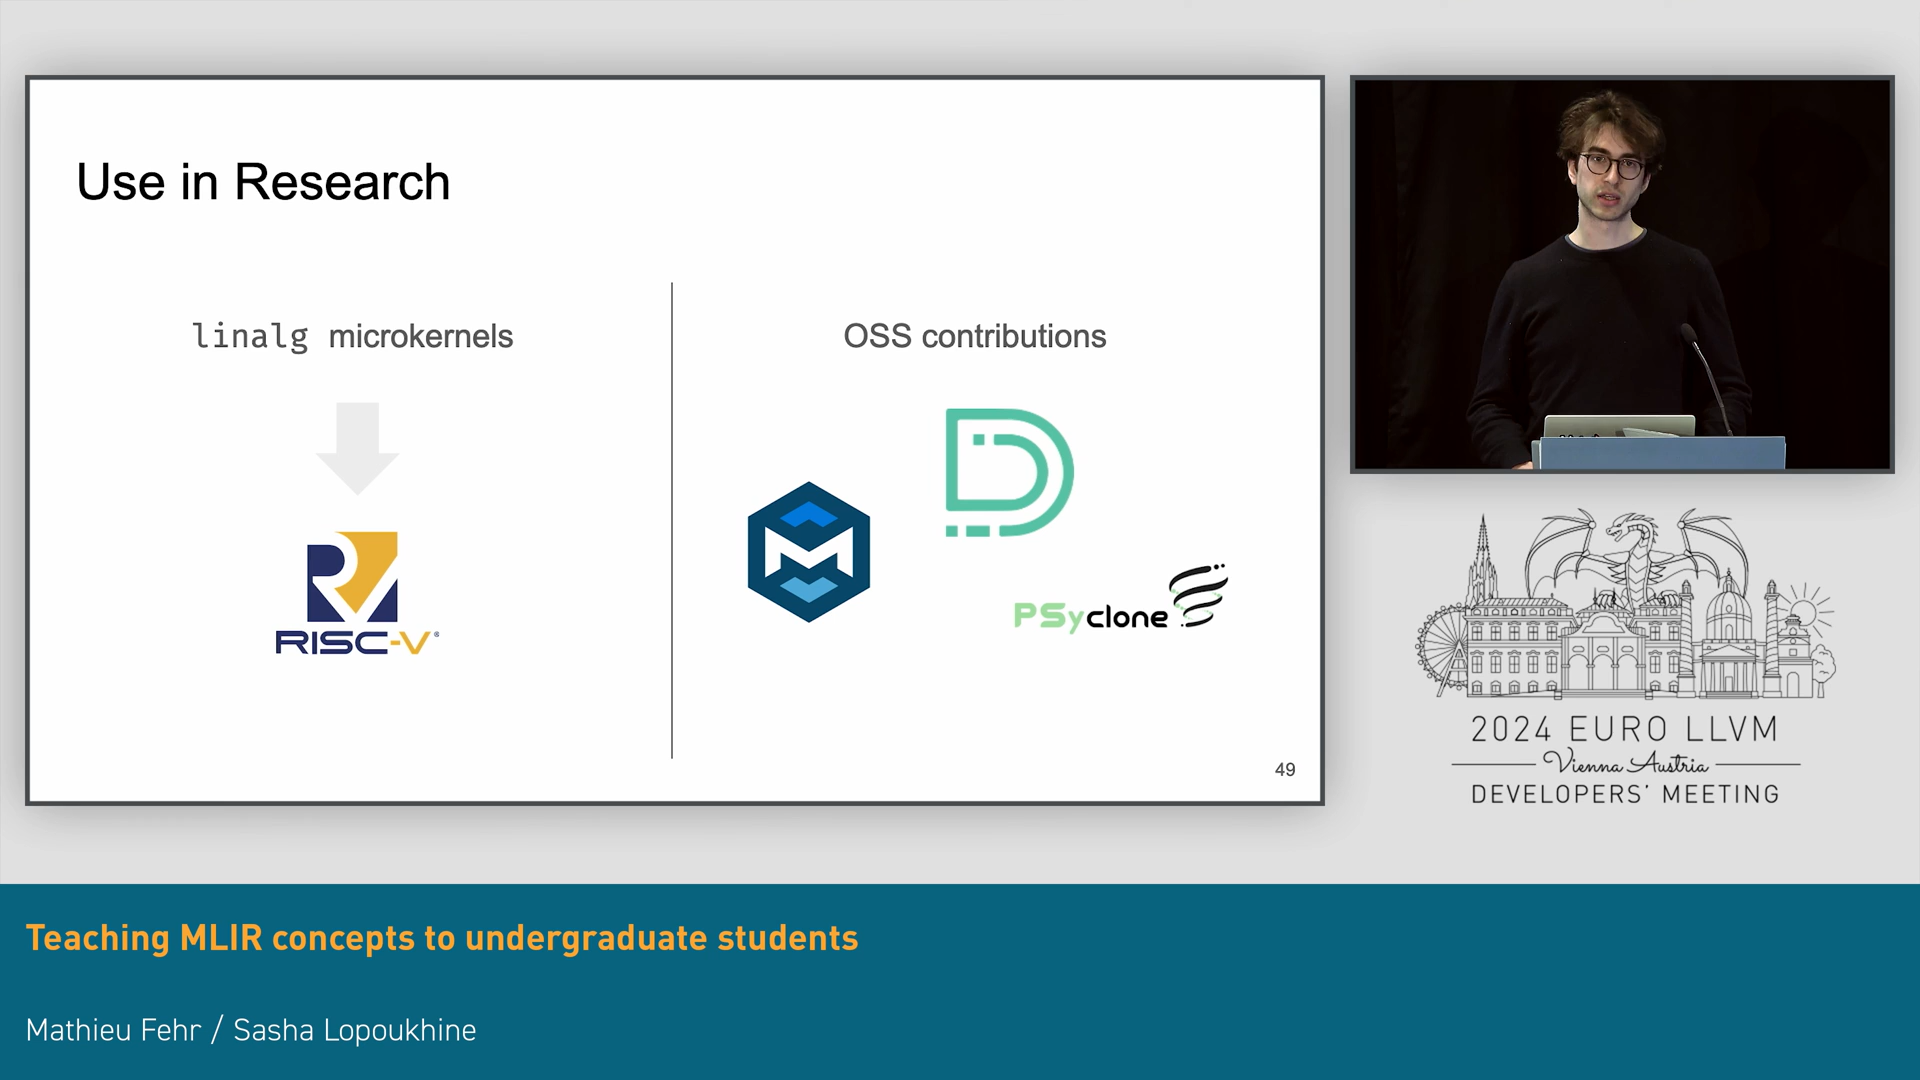 Use in Research
linalg microkernels
RISC-V®
OSS contributions
PSyclone
49
2024 EURO LLVM
Vienna Austria
DEVELOPERS' MEETING
Teaching MLIR concepts to undergraduate students
Mathieu Fehr / Sasha Lopoukhine